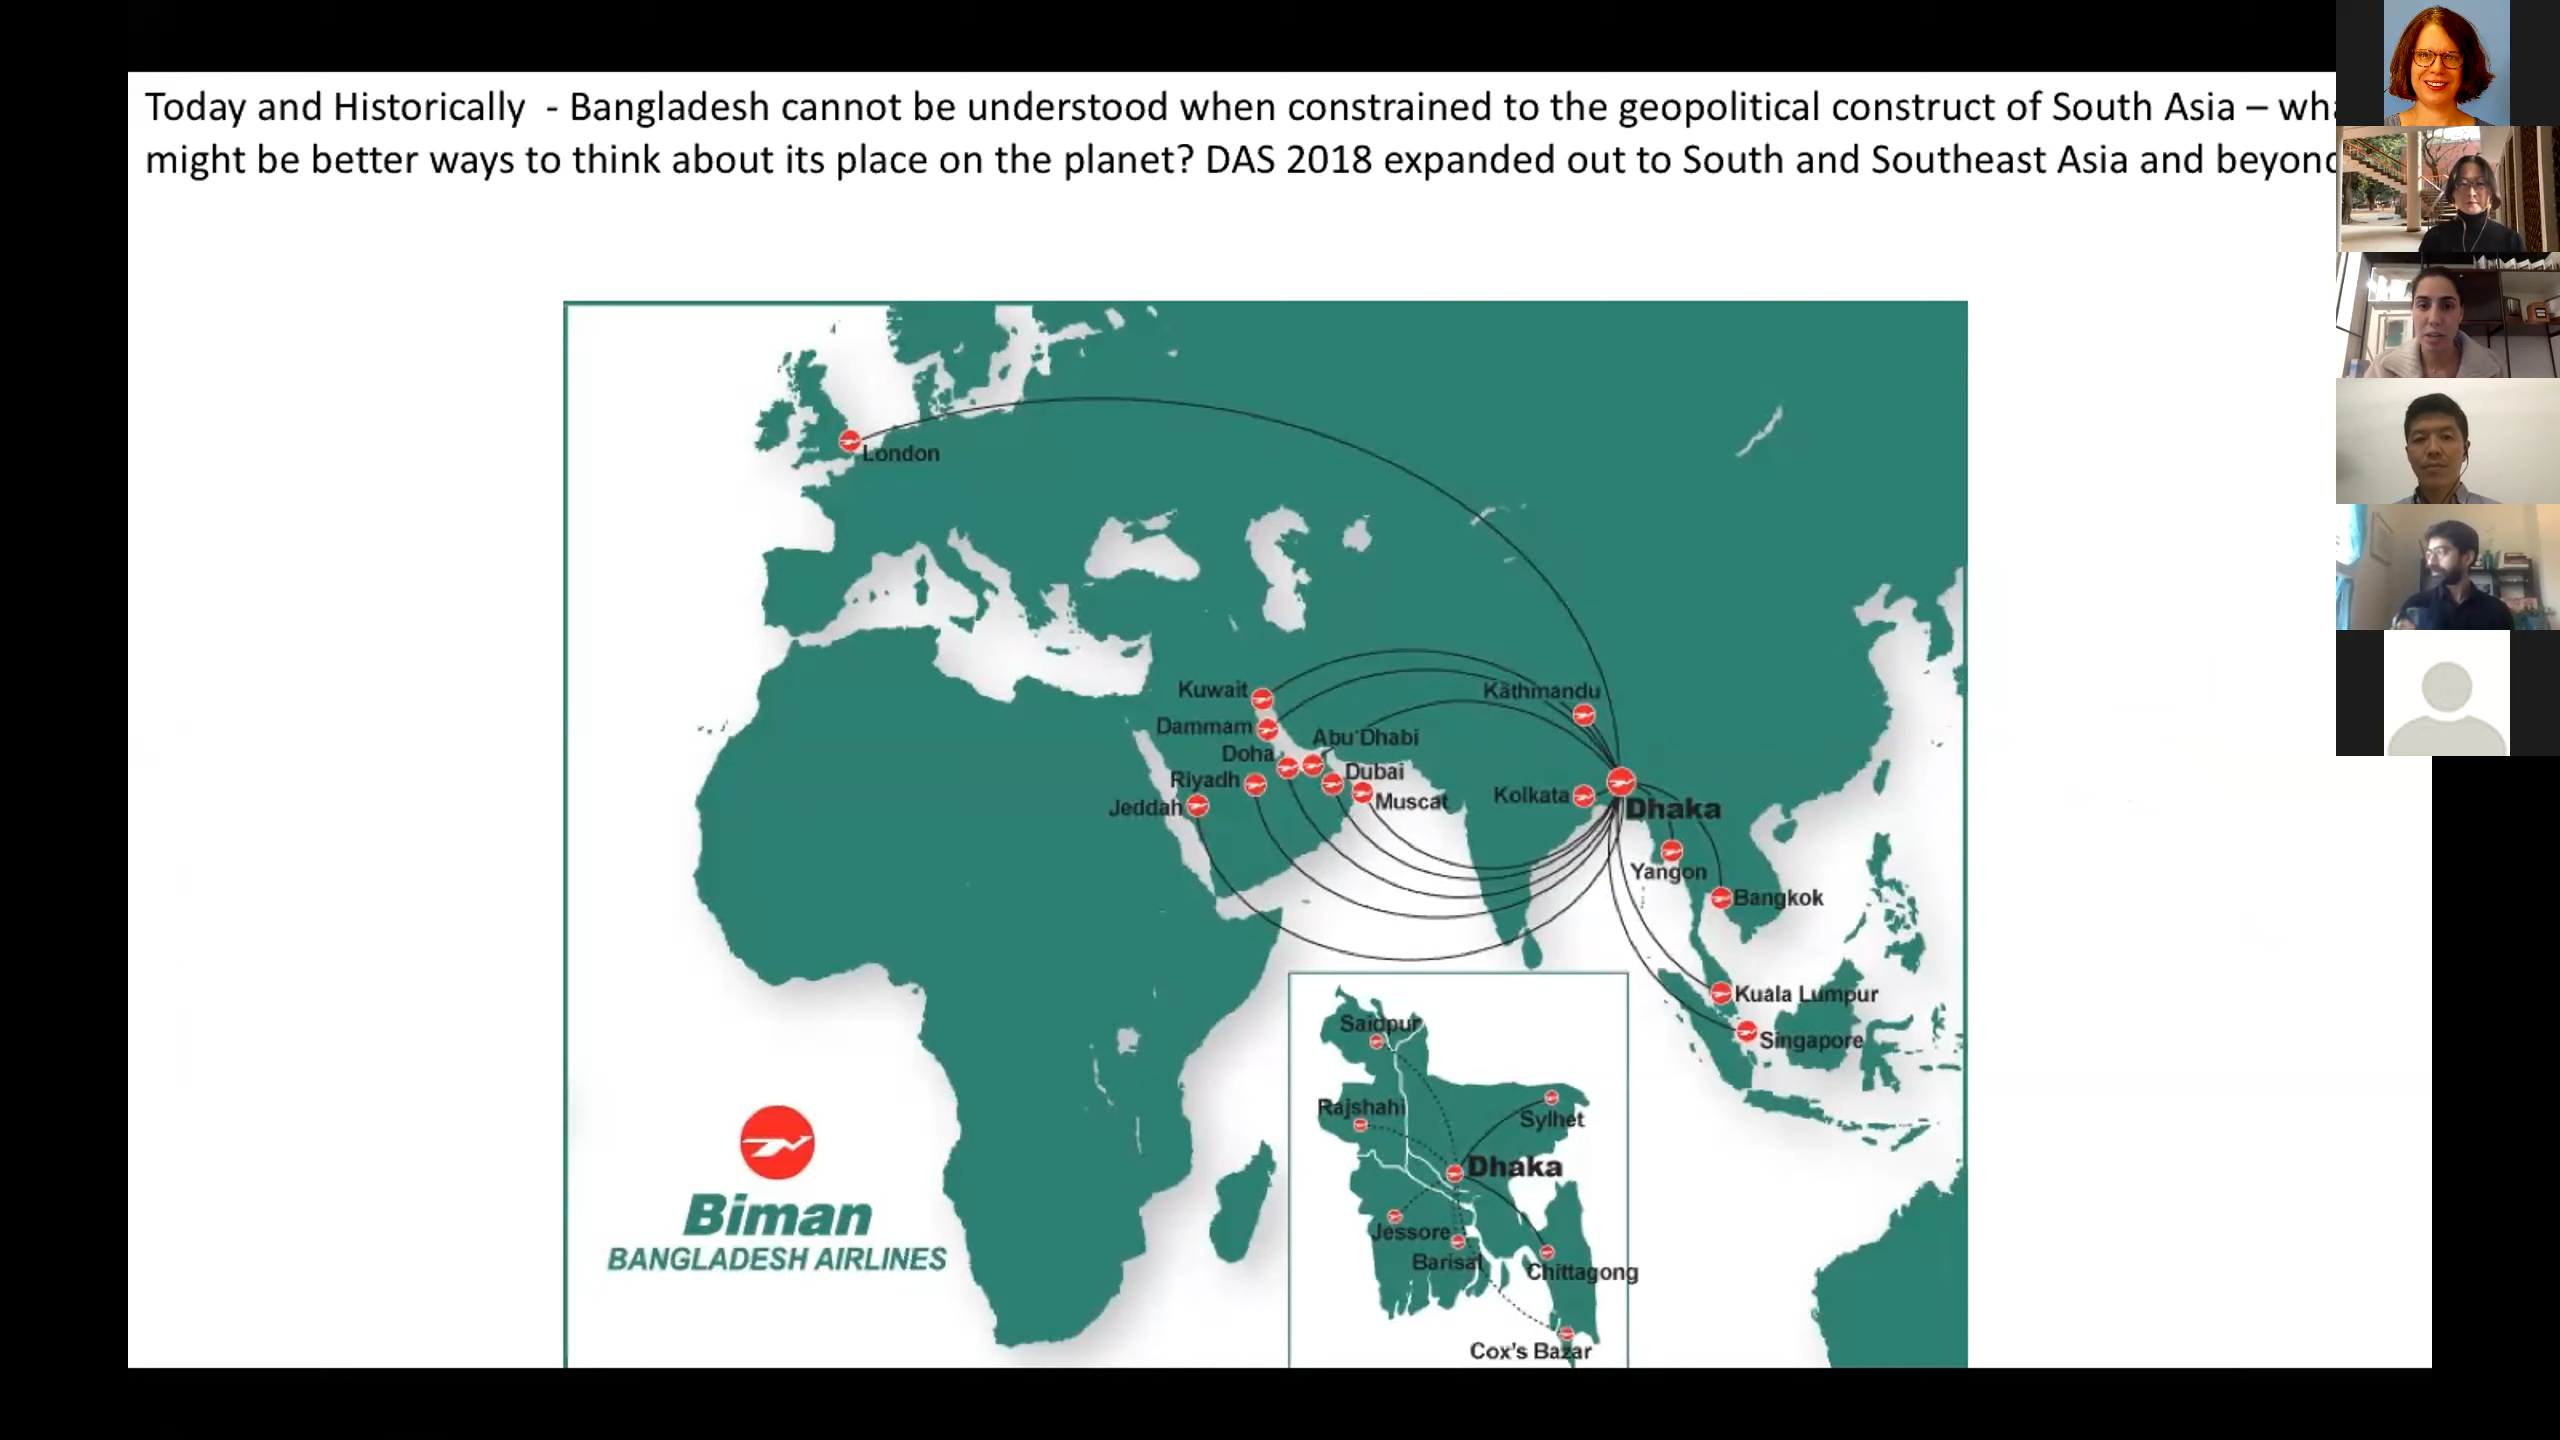 Today and Historically - Bangladesh cannot be understood when constrained to the geopolitical construct of South Asia –
might be better ways to think about its place on the planet? DAS 2018 expanded out to South and Southeast Asia and
London
Kuwait
Kathmandu
Dammam
Abu Dhabi
Doha
Dubai
Riyadh
Muscat
Kolkata
Jeddah
Dhaka
Yangon
Bangkok
Kuala Lumpur
Singapore
Saidpur
Rajshahi
Sylhet
Dhaka
Jessore
Barisal
Chittagong
Cox's Bazar
Biman
BANGLADESH AIRLINES